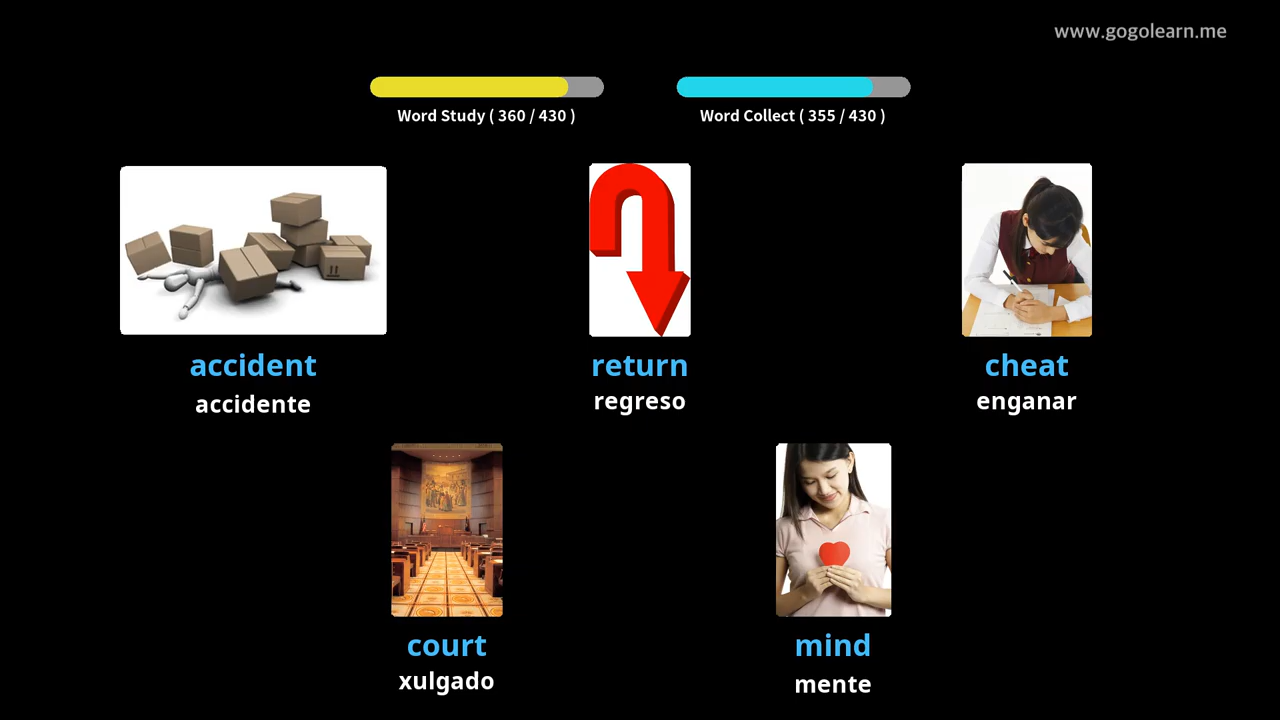 www.gogolearn.me
Word Study ( 360 / 430 )
Word Collect ( 355 / 430 )
accident
accidente
return
regreso
cheat
enganar
court
xulgado
mind
mente